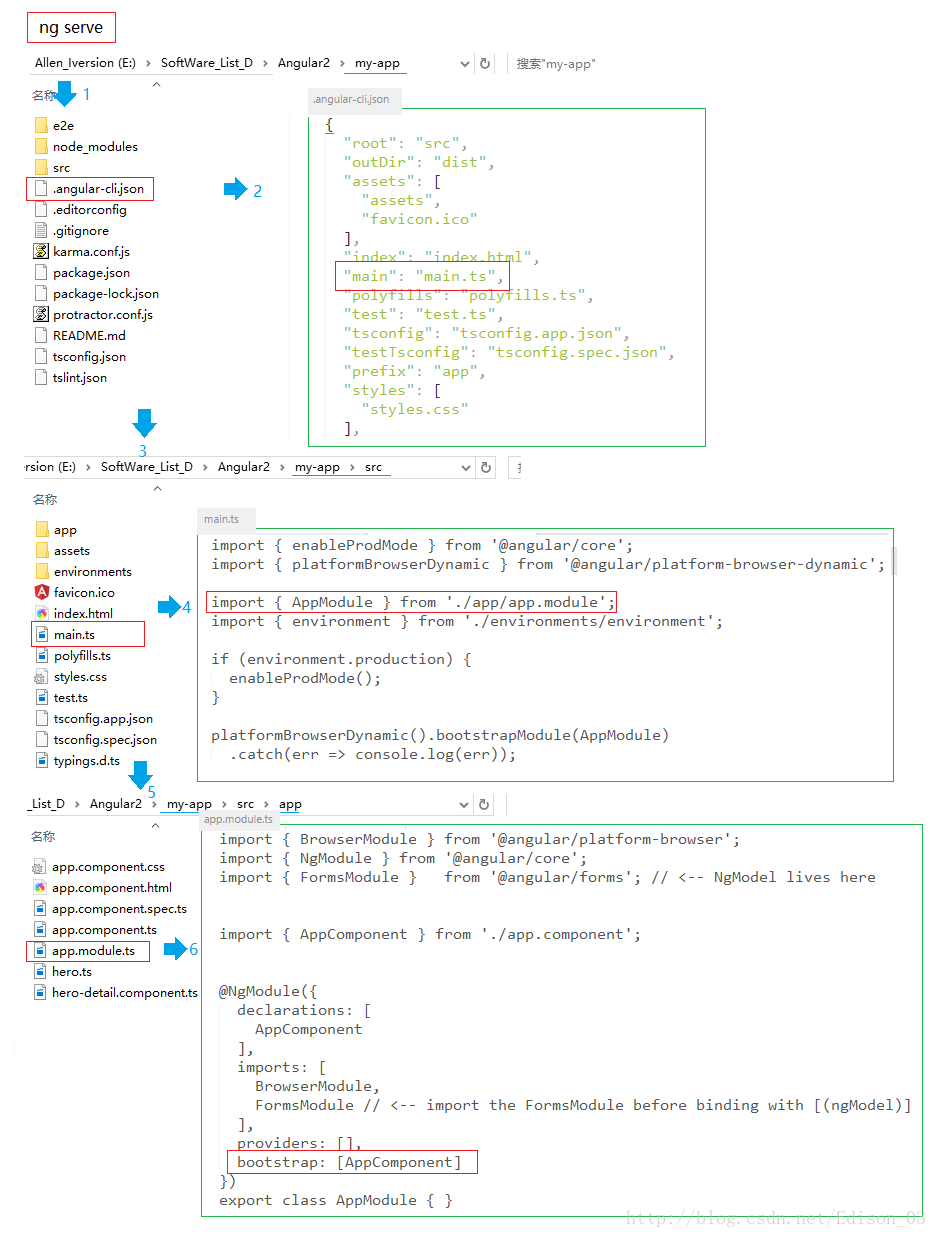 ng serve
Allen_Iversion (E:) > SoftWare_List_D > Angular2 > my-app
搜索"my-app"
名称
1
e2e
node_modules
src
.angular-cli.json
.editorconfig
.gitignore
karma.conf.js
package.json
package-lock.json
protractor.conf.js
README.md
tsconfig.json
tslint.json
2
.angular-cli.json
{
"root": "src",
"outDir": "dist",
"assets": [
"assets",
"favicon.ico"
],
"index": "index.html",
"main": "main.ts",
"polyfills": "polyfills.ts",
"test": "test.ts",
"tsconfig": "tsconfig.app.json",
"testTsconfig": "tsconfig.spec.json",
"prefix": "app",
"styles": [
"styles.css"
],
3
ersion (E:) > SoftWare_List_D > Angular2 > my-app > src
名称
app
assets
environments
favicon.ico
index.html
main.ts
polyfills.ts
styles.css
test.ts
tsconfig.app.json
tsconfig.spec.json
typings.d.ts
4
main.ts
import { enableProdMode } from '@angular/core';
import { platformBrowserDynamic } from '@angular/platform-browser-dynamic';
import { AppModule } from './app/app.module';
import { environment } from './environments/environment';
if (environment.production) {
enableProdMode();
}
platformBrowserDynamic().bootstrapModule(AppModule)
.catch(err => console.log(err));
5
_List_D > Angular2 > my-app > src > app
名称
app.component.css
app.component.html
app.component.spec.ts
app.component.ts
app.module.ts
hero.ts
hero-detail.component.ts
6
app.module.ts
import { BrowserModule } from '@angular/platform-browser';
import { NgModule } from '@angular/core';
import { FormsModule }   from '@angular/forms'; // <-- NgModel lives here
import { AppComponent } from './app.component';
@NgModule({
declarations: [
AppComponent
],
imports: [
BrowserModule,
FormsModule // <-- import the FormsModule before binding with [(ngModel)]
],
providers: [],
bootstrap: [AppComponent]
})
export class AppModule { }
http://blog.csdn.net/Edison_03